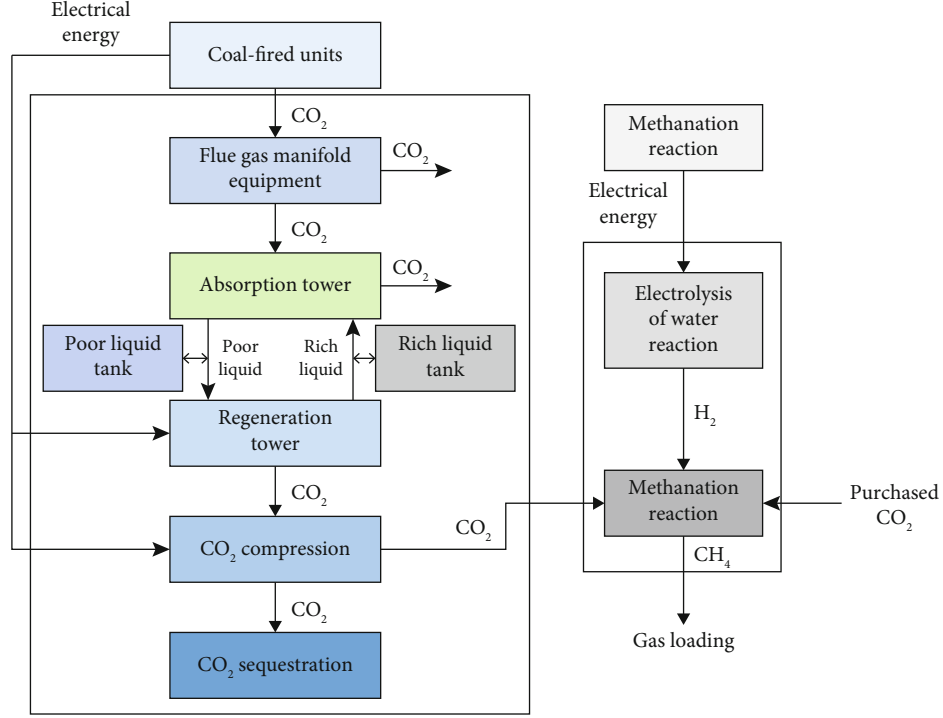 Electrical
energy
Coal-fired units
CO₂
Flue gas manifold
equipment
CO₂
CO₂
Absorption tower
CO₂
Poor liquid
tank
Poor
liquid
Rich
liquid
Rich liquid
tank
Regeneration
tower
CO₂
CO₂ compression
CO₂
CO₂
CO₂ sequestration
Methanation
reaction
Electrical
energy
Electrolysis
of water
reaction
H₂
Methanation
reaction
Purchased
CO₂
CH₄
Gas loading